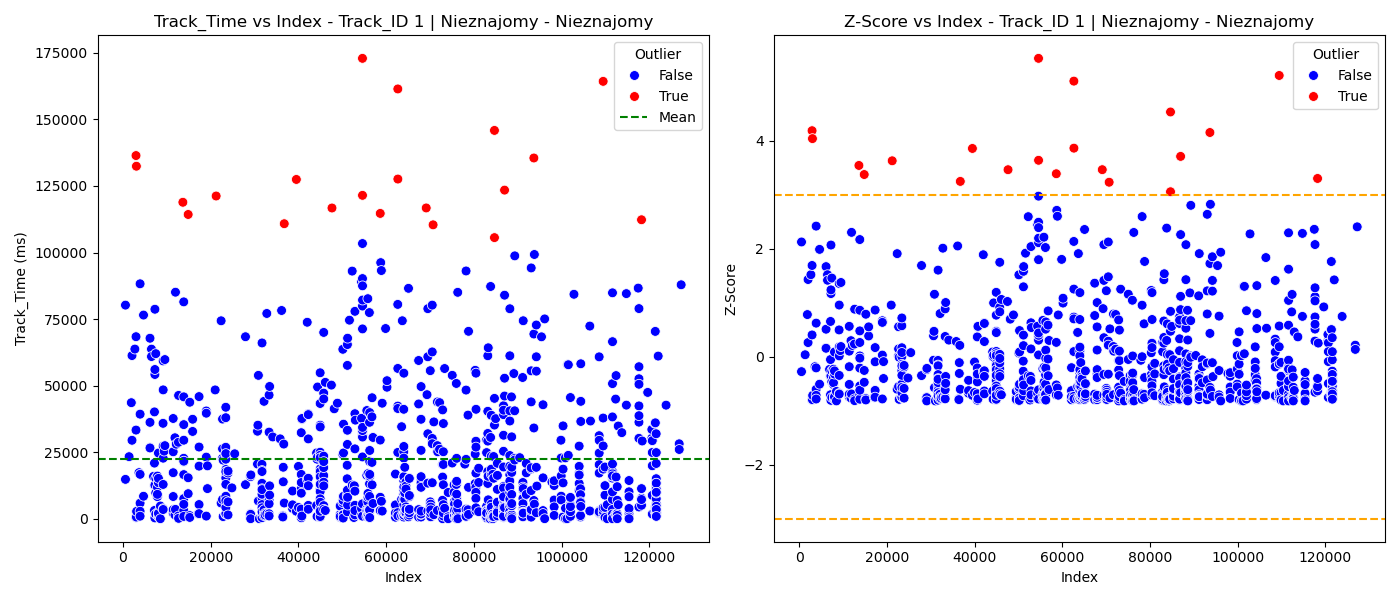 Track_Time vs Index - Track_ID 1 | Nieznajomy - Nieznajomy
Track_Time (ms)
175000
150000
125000
100000
75000
50000
25000
0
Outlier
False
True
Mean
0
20000
40000
60000
80000
100000
120000
Index
Z-Score vs Index - Track_ID 1 | Nieznajomy - Nieznajomy
Z-Score
4
2
0
−2
Outlier
False
True
0
20000
40000
60000
80000
100000
120000
Index